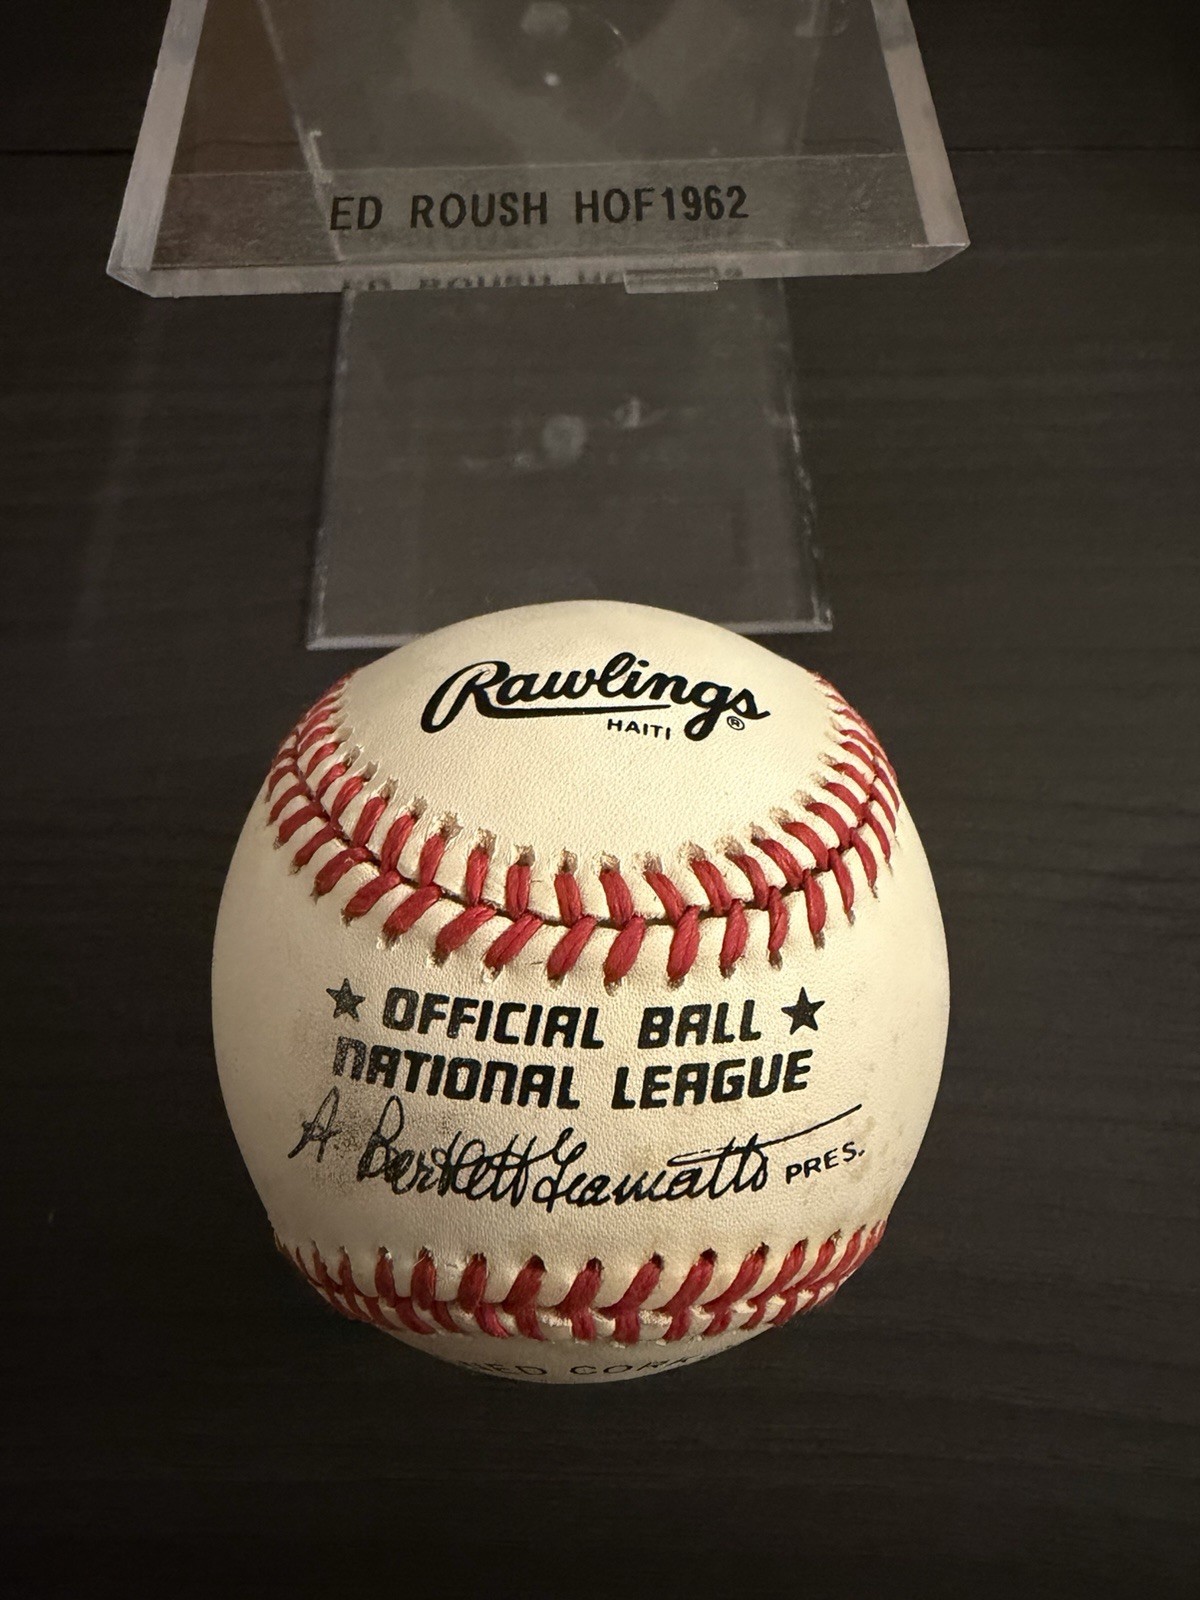 ED ROUSH HOF1962
Rawlings®
HAITI
★ OFFICIAL BALL ★
NATIONAL LEAGUE
A. Bartlett Giamatti PRES.